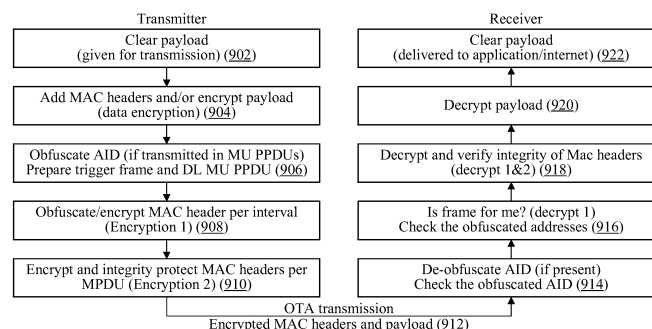 Transmitter
Clear payload
(given for transmission) (902)
Add MAC headers and/or encrypt payload
(data encryption) (904)
Obfuscate AID (if transmitted in MU PPDUs)
Prepare trigger frame and DL MU PPDU (906)
Obfuscate/encrypt MAC header per interval
(Encryption 1) (908)
Encrypt and integrity protect MAC headers per
MPDU (Encryption 2) (910)
OTA transmission
Encrypted MAC headers and payload (912)
Receiver
Clear payload
(delivered to application/internet) (922)
Decrypt payload (920)
Decrypt and verify integrity of Mac headers
(decrypt 1&2) (918)
Is frame for me? (decrypt 1)
Check the obfuscated addresses (916)
De-obfuscate AID (if present)
Check the obfuscated AID (914)